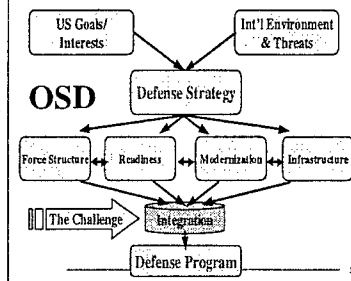 US Goals/ Int'l Environment
Interests & Threats
OSD Defense Strategy
Force Structure Readiness Modernization Infrastructure
The Challenge Integration
Defense Program